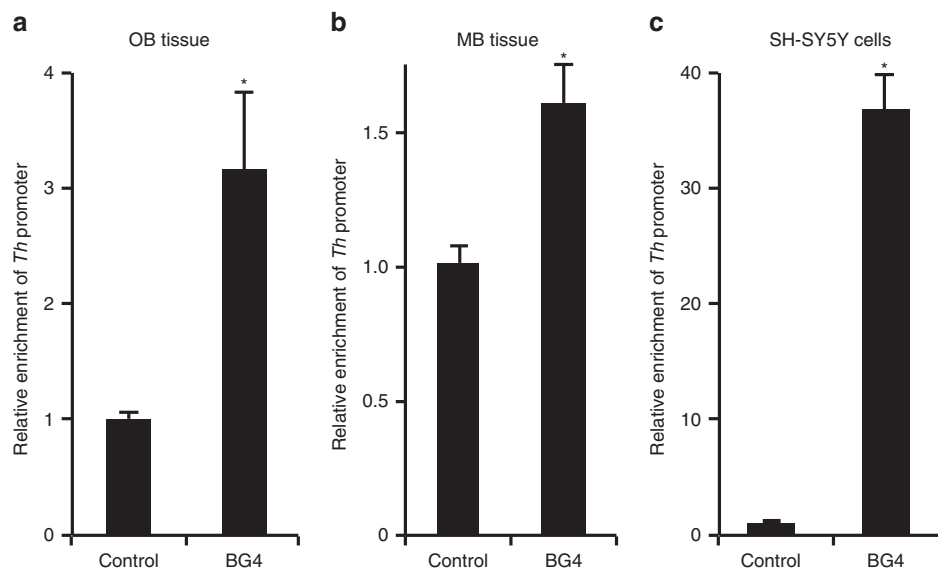 a
OB tissue
Relative enrichment of Th promoter
4
3
2
1
0
*
Control
BG4
b
MB tissue
Relative enrichment of Th promoter
1.5
1.0
0.5
0
*
Control
BG4
c
SH-SY5Y cells
Relative enrichment of Th promoter
40
30
20
10
0
*
Control
BG4